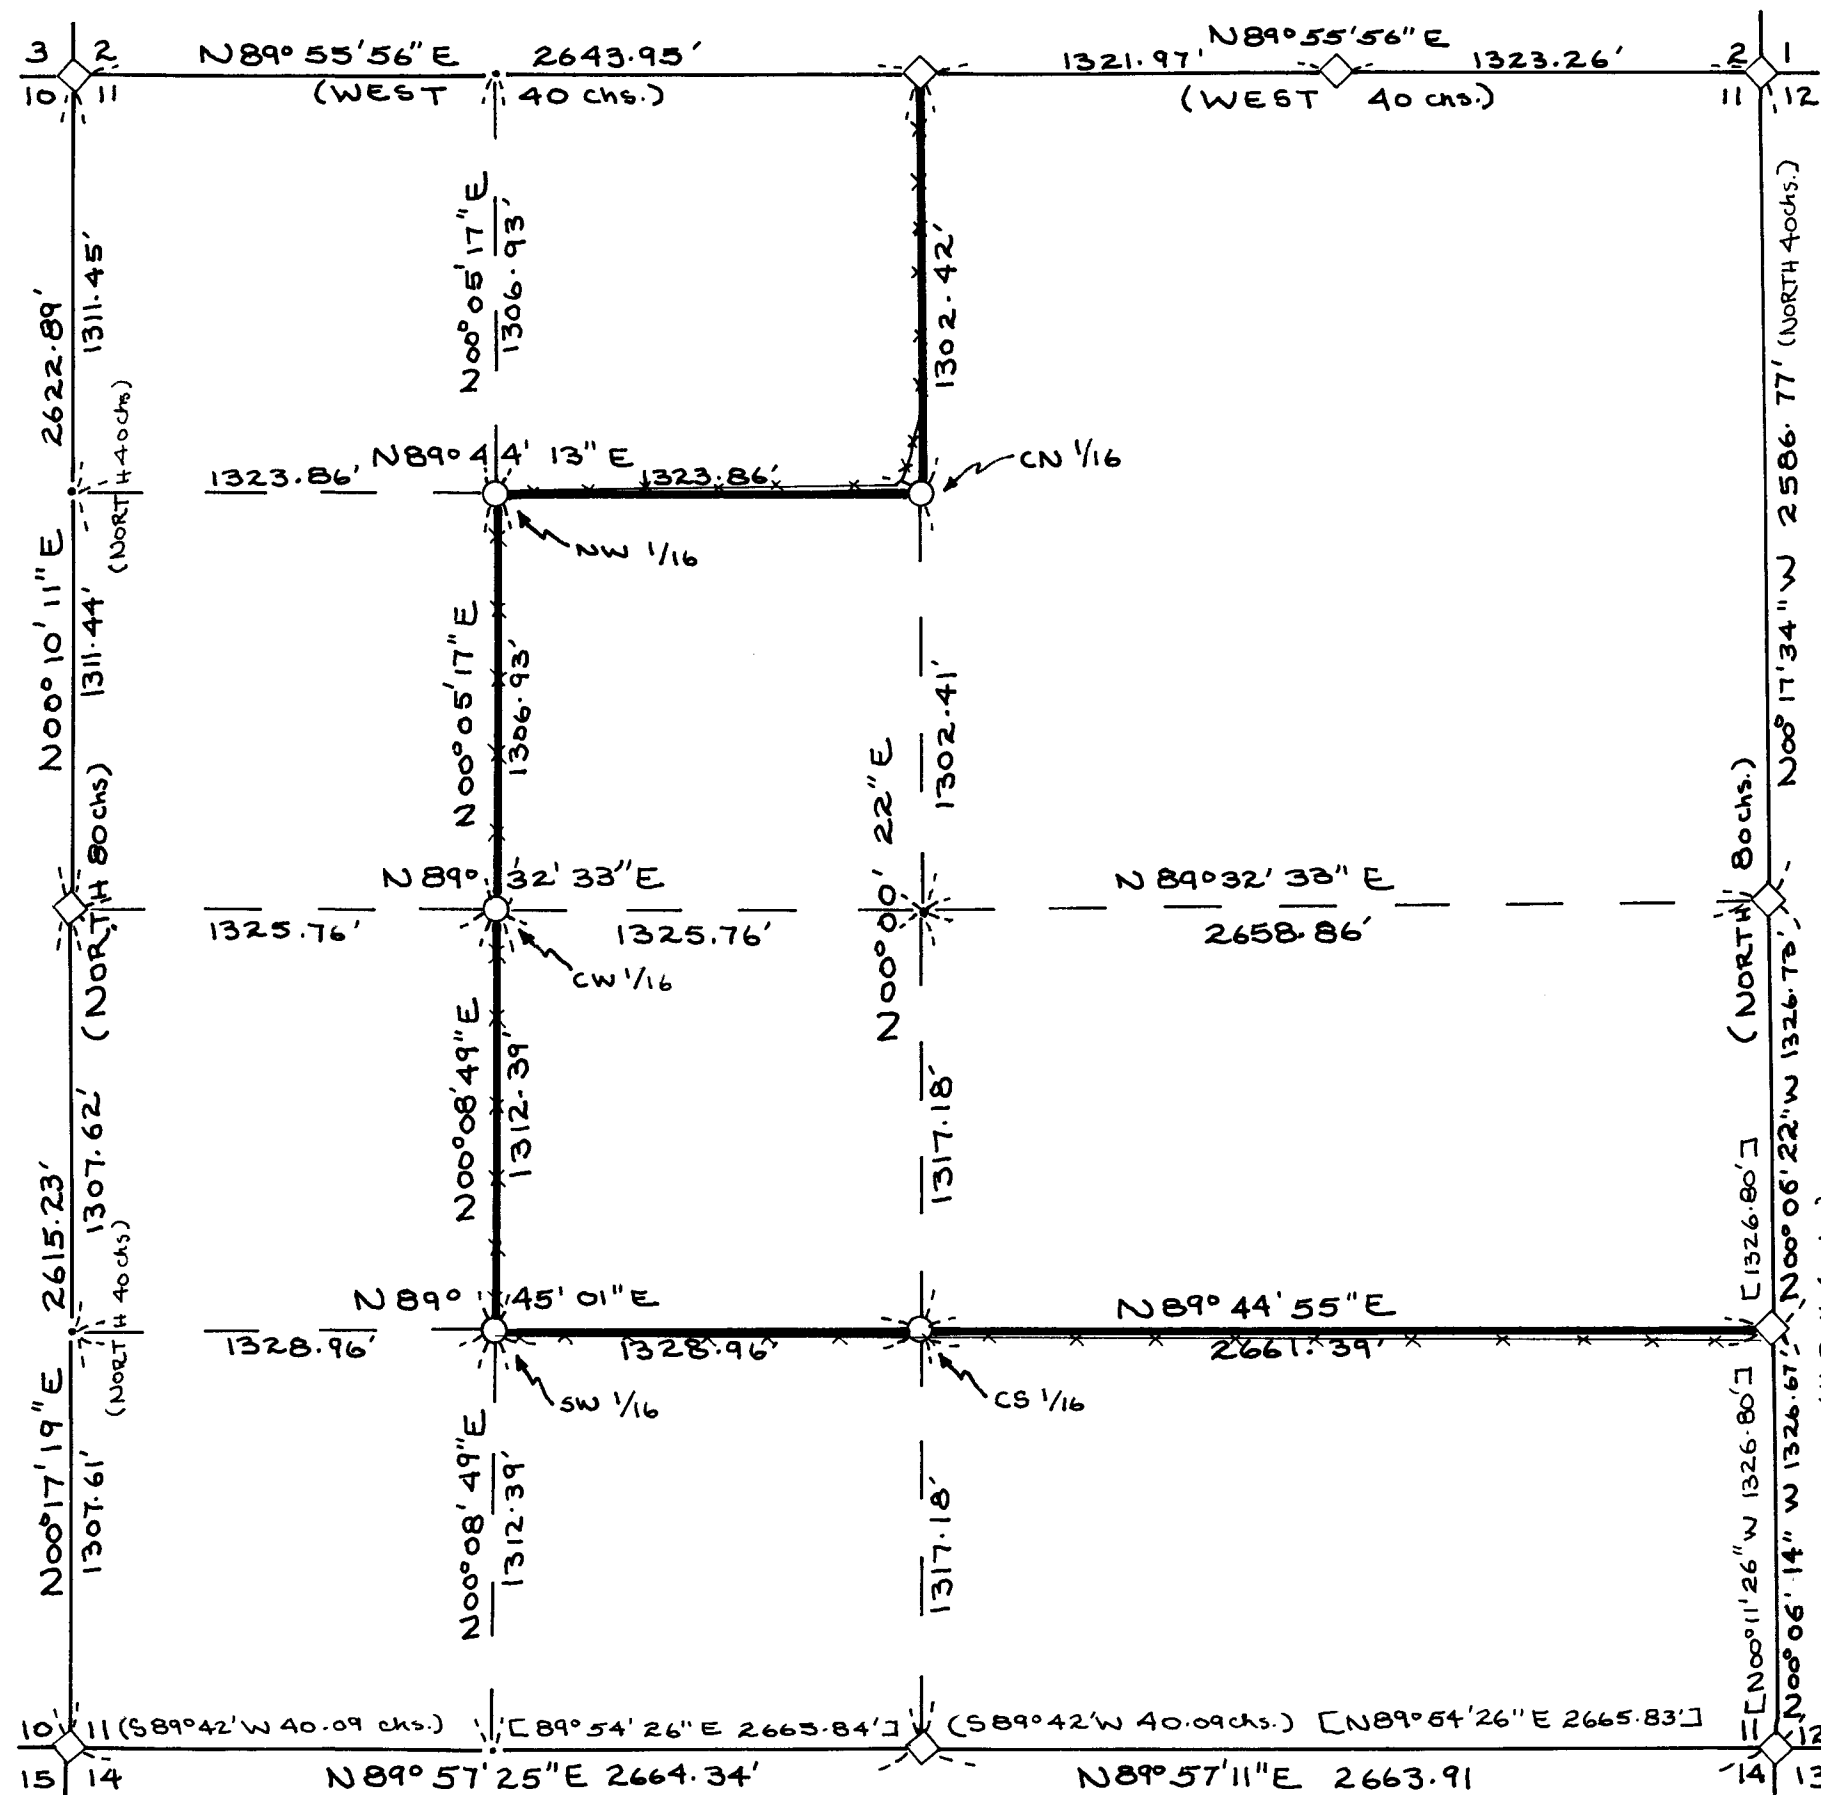 3 2
10 11
N89° 55' 56" E 2643.95'
(WEST 40 chs.)
N89° 55' 56" E
1321.97' 1323.26'
(WEST 40 chs.)
2 1
11 12
2622.89'
1311.45'
(NORTH 40chs)
N00° 05' 17" E
1306.93'
1302.42'
2586.77' (NORTH 40chs.)
N00° 17' 34" W
N89° 44' 13" E
1323.86' 1323.86'
CN 1/16
NW 1/16
N00° 10' 11" E
1311.44'
N00° 05' 17" E
1306.93'
1302.41'
N00° 00' 22" E
(NORTH 80chs)
(NORTH 80chs.)
N 89° 32' 33" E
1325.76' 1325.76'
CW 1/16
N 89° 32' 33" E
2658.86'
N00° 06' 22" W 1326.73'
[1326.80']
2615.23'
1307.62'
(NORTH 40chs)
N00° 08' 49" E
1312.39'
1317.18'
N 89° 45' 01" E
1328.96' 1328.96'
SW 1/16
CS 1/16
N 89° 44' 55" E
2661.39'
N00° 17' 19" E
1307.61'
N00° 08' 49" E
1312.39'
1317.18'
[N00° 11' 26" W 1326.80']
N00° 06' 14" W 1326.67'
10 11 (S89° 42' W 40.09 chs.) [89° 54' 26" E 2665.84'] (S89° 42' W 40.09chs.) [N89° 54' 26" E 2665.83'] 11 12
15 14 N89° 57' 25" E 2664.34' N89° 57' 11" E 2663.91 14 13